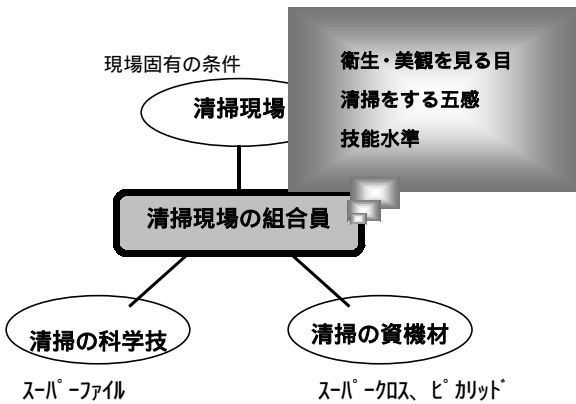 現場固有の条件
衛生・美観を見る目
清掃をする五感
技能水準
清掃現場
清掃現場の組合員
清掃の科学技
清掃の資機材
ｽｰﾊﾟｰﾌｧｲﾙ
ｽｰﾊﾟｰｸﾛｽ、ﾋﾟｶﾘｯﾄﾞ